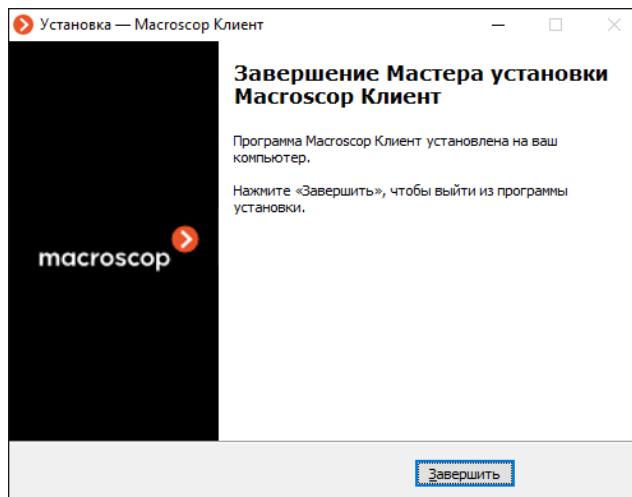 Установка — Macroscop Клиент
Завершение Мастера установки
Macroscop Клиент
Программа Macroscop Клиент установлена на ваш
компьютер.
Нажмите «Завершить», чтобы выйти из программы
установки.
macroscop
Завершить